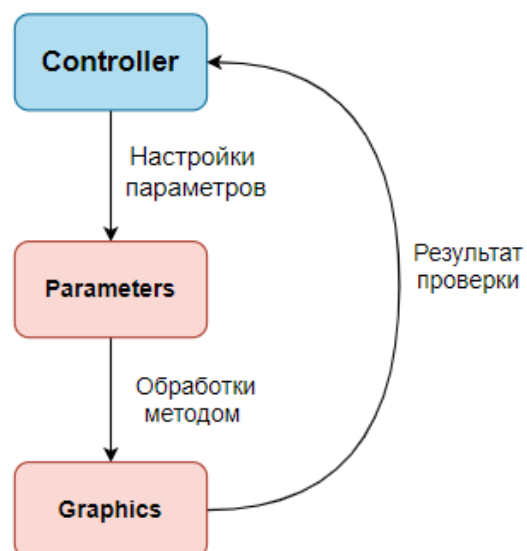 Controller
Настройки
параметров
Parameters
Результат
проверки
Обработки
методом
Graphics